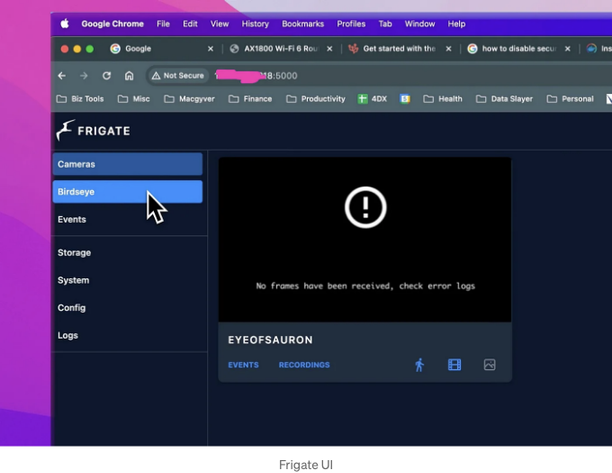 Google Chrome File Edit View History Bookmarks Profiles Tab Window Help
Google AX1800 Wi-Fi 6 Rou Get started with the how to disable secur Ins
Not Secure 18:5000
Biz Tools Misc Macgyver Finance Productivity 4DX Health Data Slayer Personal
FRIGATE
Cameras
Birdseye
Events
Storage
System
Config
Logs
No frames have been received, check error logs
EYEOFSAURON
EVENTS RECORDINGS
Frigate UI